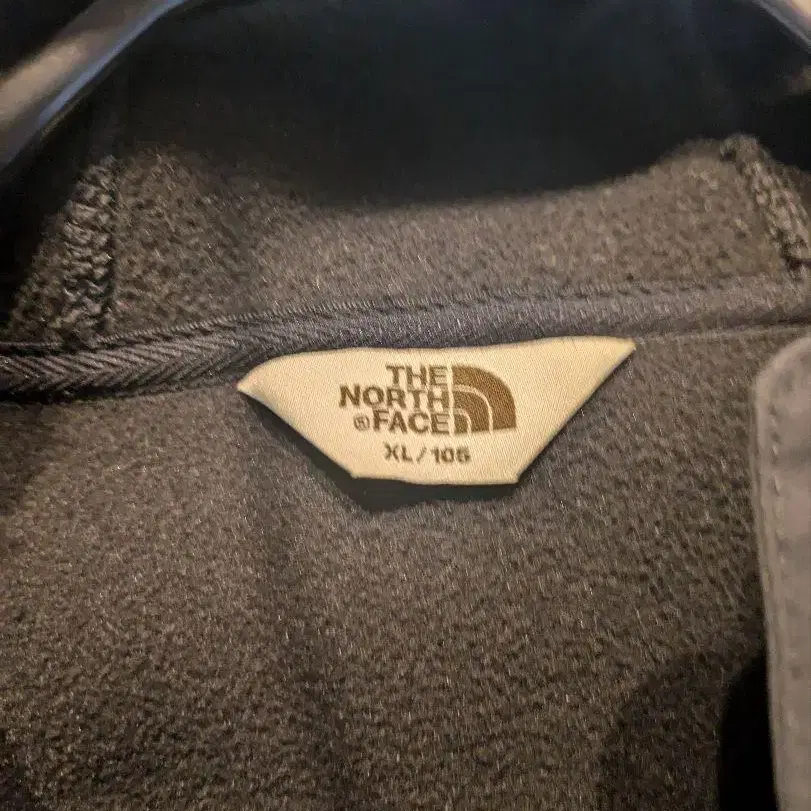 THE
NORTH
®FACE
XL/105